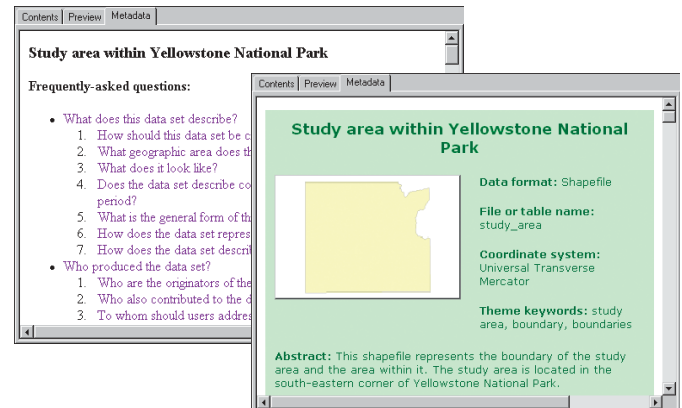 Contents Preview Metadata
Study area within Yellowstone National Park
Frequently-asked questions:
• What does this data set describe?
1. How should this data set be
2. What geographic area does
3. What does it look like?
4. Does the data set describe
period?
5. What is the general form of
6. How does the data set
7. How does the data set
• Who produced the data set?
1. Who are the originators of the
2. Who also contributed to the
3. To whom should users
Contents Preview Metadata
Study area within Yellowstone National
Park
Data format: Shapefile
File or table name:
study_area
Coordinate system:
Universal Transverse
Mercator
Theme keywords: study
area, boundary, boundaries
Abstract: This shapefile represents the boundary of the study
area and the area within it. The study area is located in the
south-eastern corner of Yellowstone National Park.